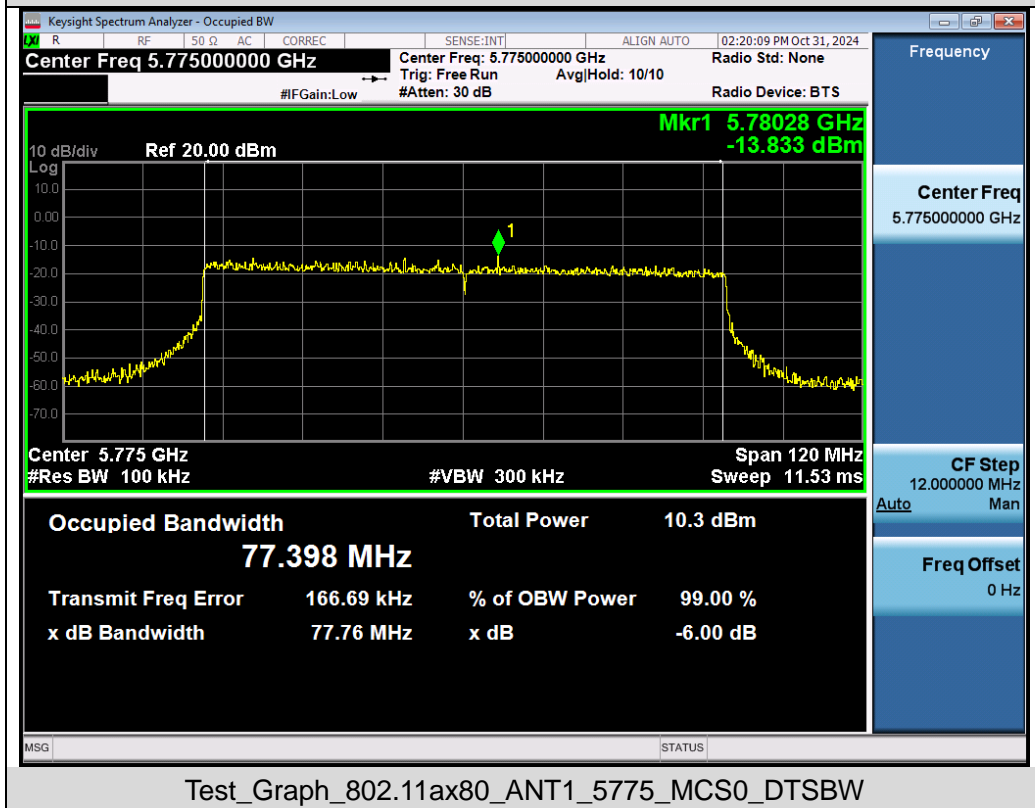 Keysight Spectrum Analyzer - Occupied BW
LXI R RF 50 Ω AC CORREC SENSE:INT ALIGN AUTO 02:20:09 PM Oct 31, 2024
Center Freq 5.775000000 GHz
Center Freq: 5.775000000 GHz
Radio Std: None
Trig: Free Run Avg|Hold: 10/10
#IFGain:Low
#Atten: 30 dB
Radio Device: BTS
Frequency
Mkr1 5.78028 GHz
-13.833 dBm
10 dB/div Ref 20.00 dBm
Log
10.0
0.00
-10.0
-20.0
-30.0
-40.0
-50.0
-60.0
-70.0
1
Center 5.775 GHz
Span 120 MHz
#Res BW 100 kHz
#VBW 300 kHz
Sweep 11.53 ms
Center Freq
5.775000000 GHz
CF Step
12.000000 MHz
Auto Man
Freq Offset
0 Hz
Occupied Bandwidth
Total Power 10.3 dBm
77.398 MHz
Transmit Freq Error 166.69 kHz % of OBW Power 99.00 %
x dB Bandwidth 77.76 MHz x dB -6.00 dB
MSG
STATUS
Test_Graph_802.11ax80_ANT1_5775_MCS0_DTSBW